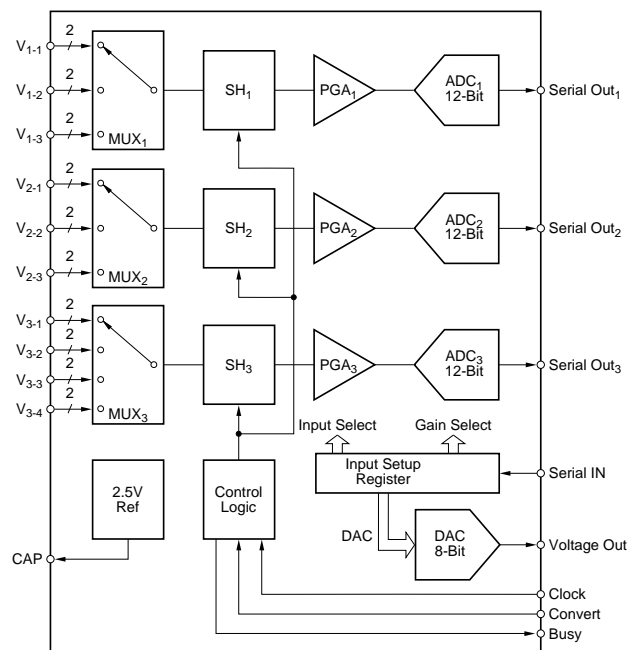 V1-1
2
V1-2
2
V1-3
2
MUX1
SH1
PGA1
ADC1
12-Bit
Serial Out1
V2-1
2
V2-2
2
V2-3
2
MUX2
SH2
PGA2
ADC2
12-Bit
Serial Out2
V3-1
2
V3-2
2
V3-3
2
V3-4
2
MUX3
SH3
PGA3
ADC3
12-Bit
Serial Out3
Input Select
Gain Select
2.5V
Ref
Control
Logic
Input Setup
Register
Serial IN
DAC
DAC
8-Bit
Voltage Out
CAP
Clock
Convert
Busy